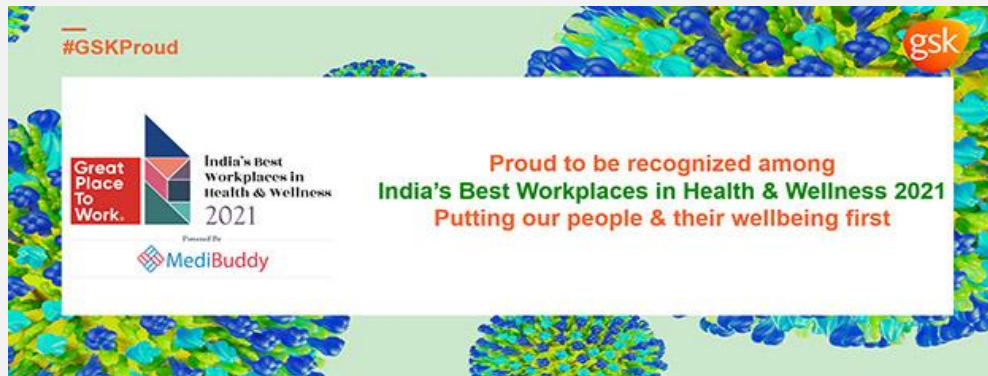 #GSKProud
gsk
Great
Place
To
Work.
India's Best
Workplaces in
Health & Wellness
2021
Powered By
MediBuddy
Proud to be recognized among
India's Best Workplaces in Health & Wellness 2021
Putting our people & their wellbeing first